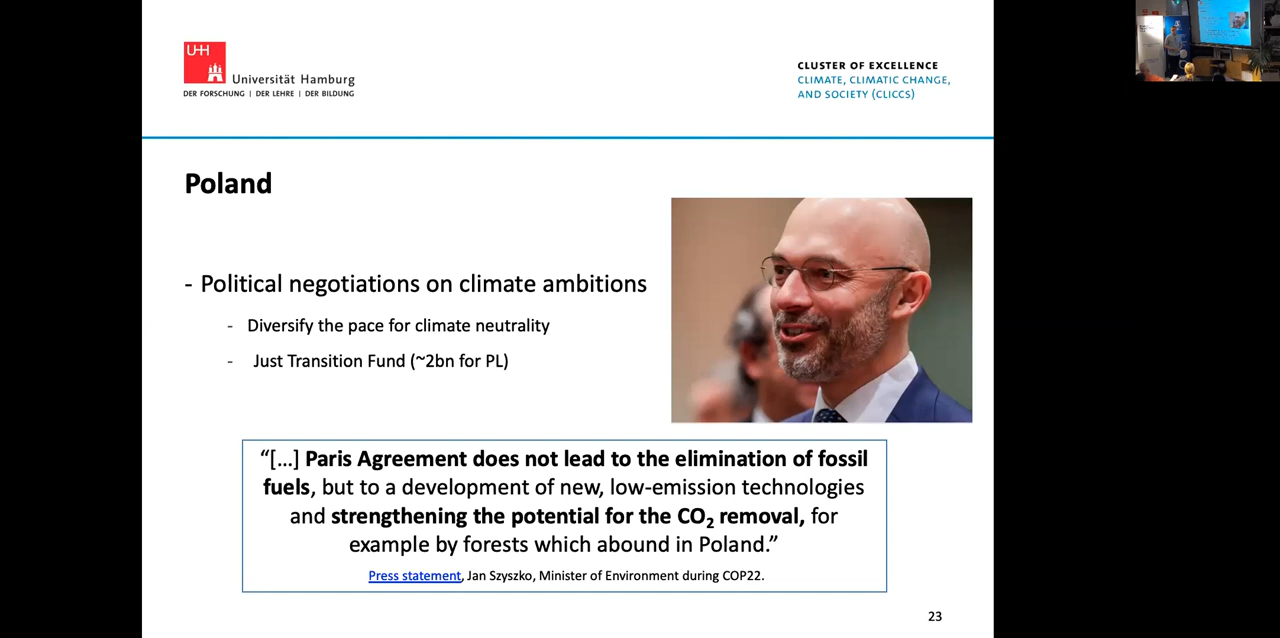 UHH
Universität Hamburg
DER FORSCHUNG | DER LEHRE | DER BILDUNG
CLUSTER OF EXCELLENCE
CLIMATE, CLIMATIC CHANGE,
AND SOCIETY (CLICCS)
Poland
- Political negotiations on climate ambitions
- Diversify the pace for climate neutrality
- Just Transition Fund (~2bn for PL)
“[…] Paris Agreement does not lead to the elimination of fossil
fuels, but to a development of new, low-emission technologies
and strengthening the potential for the CO₂ removal, for
example by forests which abound in Poland.”
Press statement, Jan Szyszko, Minister of Environment during COP22.
23